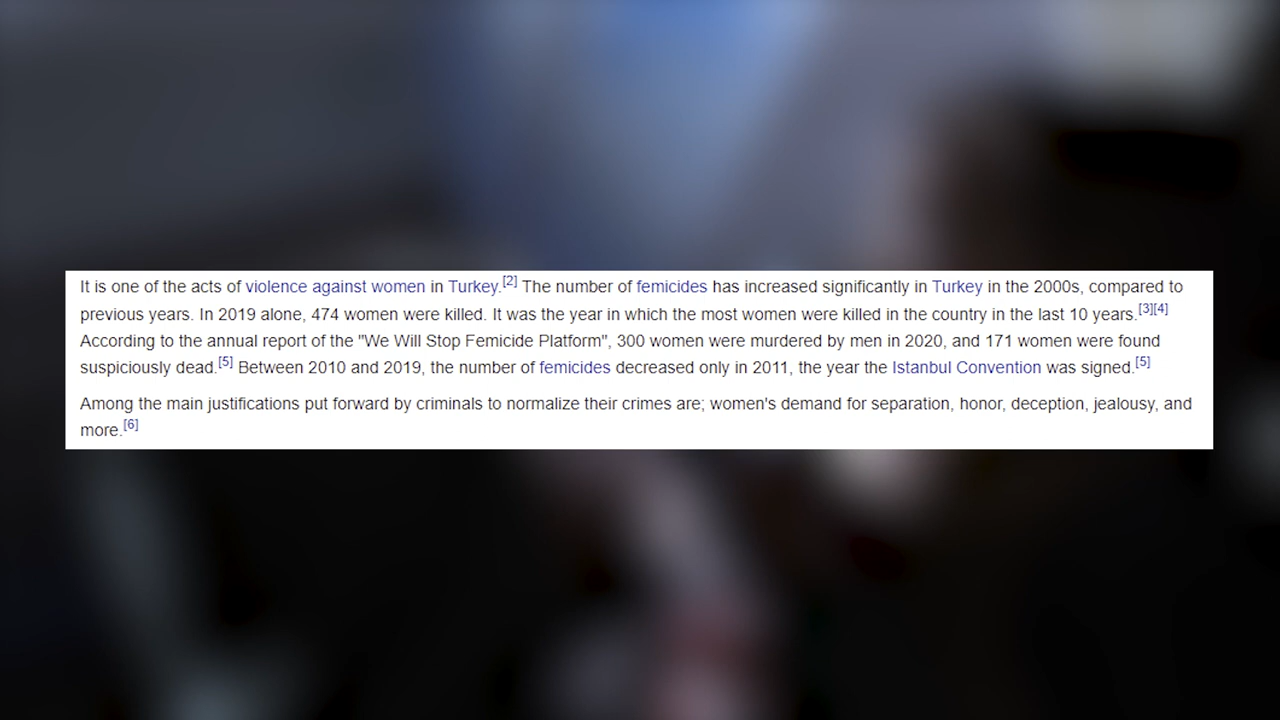 It is one of the acts of violence against women in Turkey.[2] The number of femicides has increased significantly in Turkey in the 2000s, compared to
previous years. In 2019 alone, 474 women were killed. It was the year in which the most women were killed in the country in the last 10 years.[3][4]
According to the annual report of the "We Will Stop Femicide Platform", 300 women were murdered by men in 2020, and 171 women were found
suspiciously dead.[5] Between 2010 and 2019, the number of femicides decreased only in 2011, the year the Istanbul Convention was signed.[5]
Among the main justifications put forward by criminals to normalize their crimes are; women's demand for separation, honor, deception, jealousy, and
more.[6]